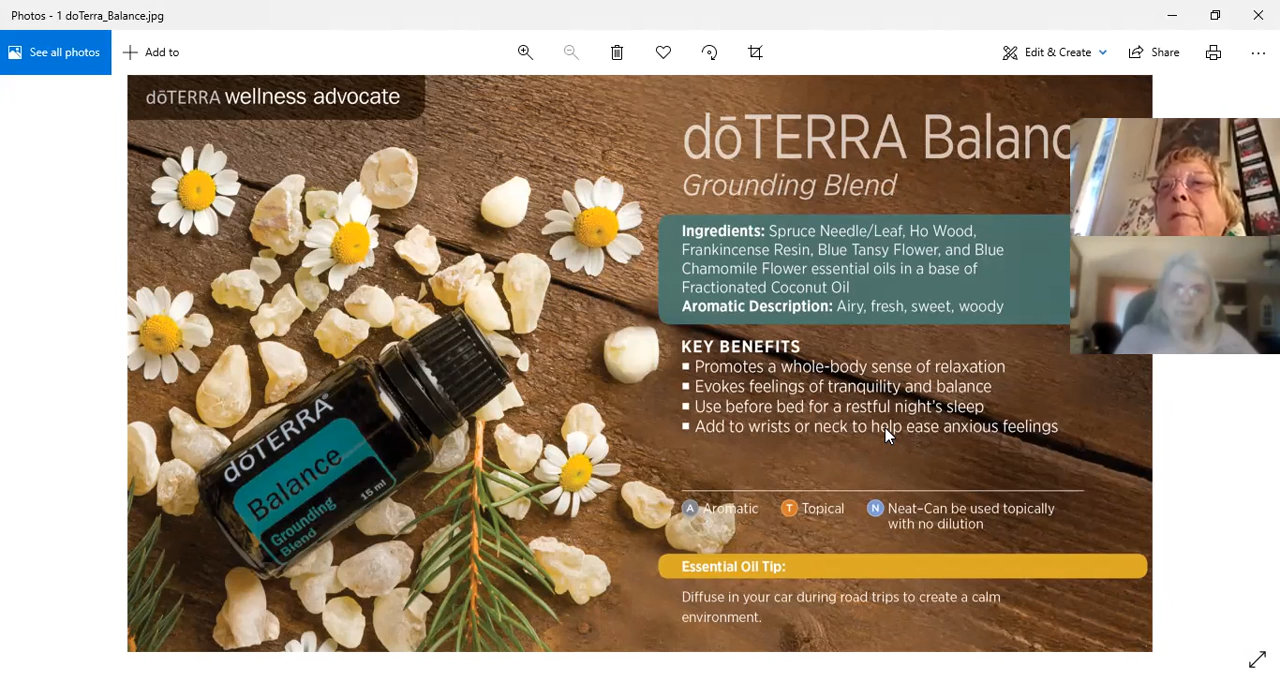 Photos - 1 doTerra_Balance.jpg
See all photos
Add to
Edit & Create
Share
dōTERRA wellness advocate
dōTERRA Balanc
Grounding Blend
Ingredients: Spruce Needle/Leaf, Ho Wood,
Frankincense Resin, Blue Tansy Flower, and Blue
Chamomile Flower essential oils in a base of
Fractionated Coconut Oil
Aromatic Description: Airy, fresh, sweet, woody
KEY BENEFITS
▪ Promotes a whole-body sense of relaxation
▪ Evokes feelings of tranquility and balance
▪ Use before bed for a restful night's sleep
▪ Add to wrists or neck to help ease anxious feelings
A Aromatic T Topical N Neat–Can be used topically
with no dilution
Essential Oil Tip:
Diffuse in your car during road trips to create a calm
environment.
dōTERRA®
Balance
Grounding
Blend
15 ml